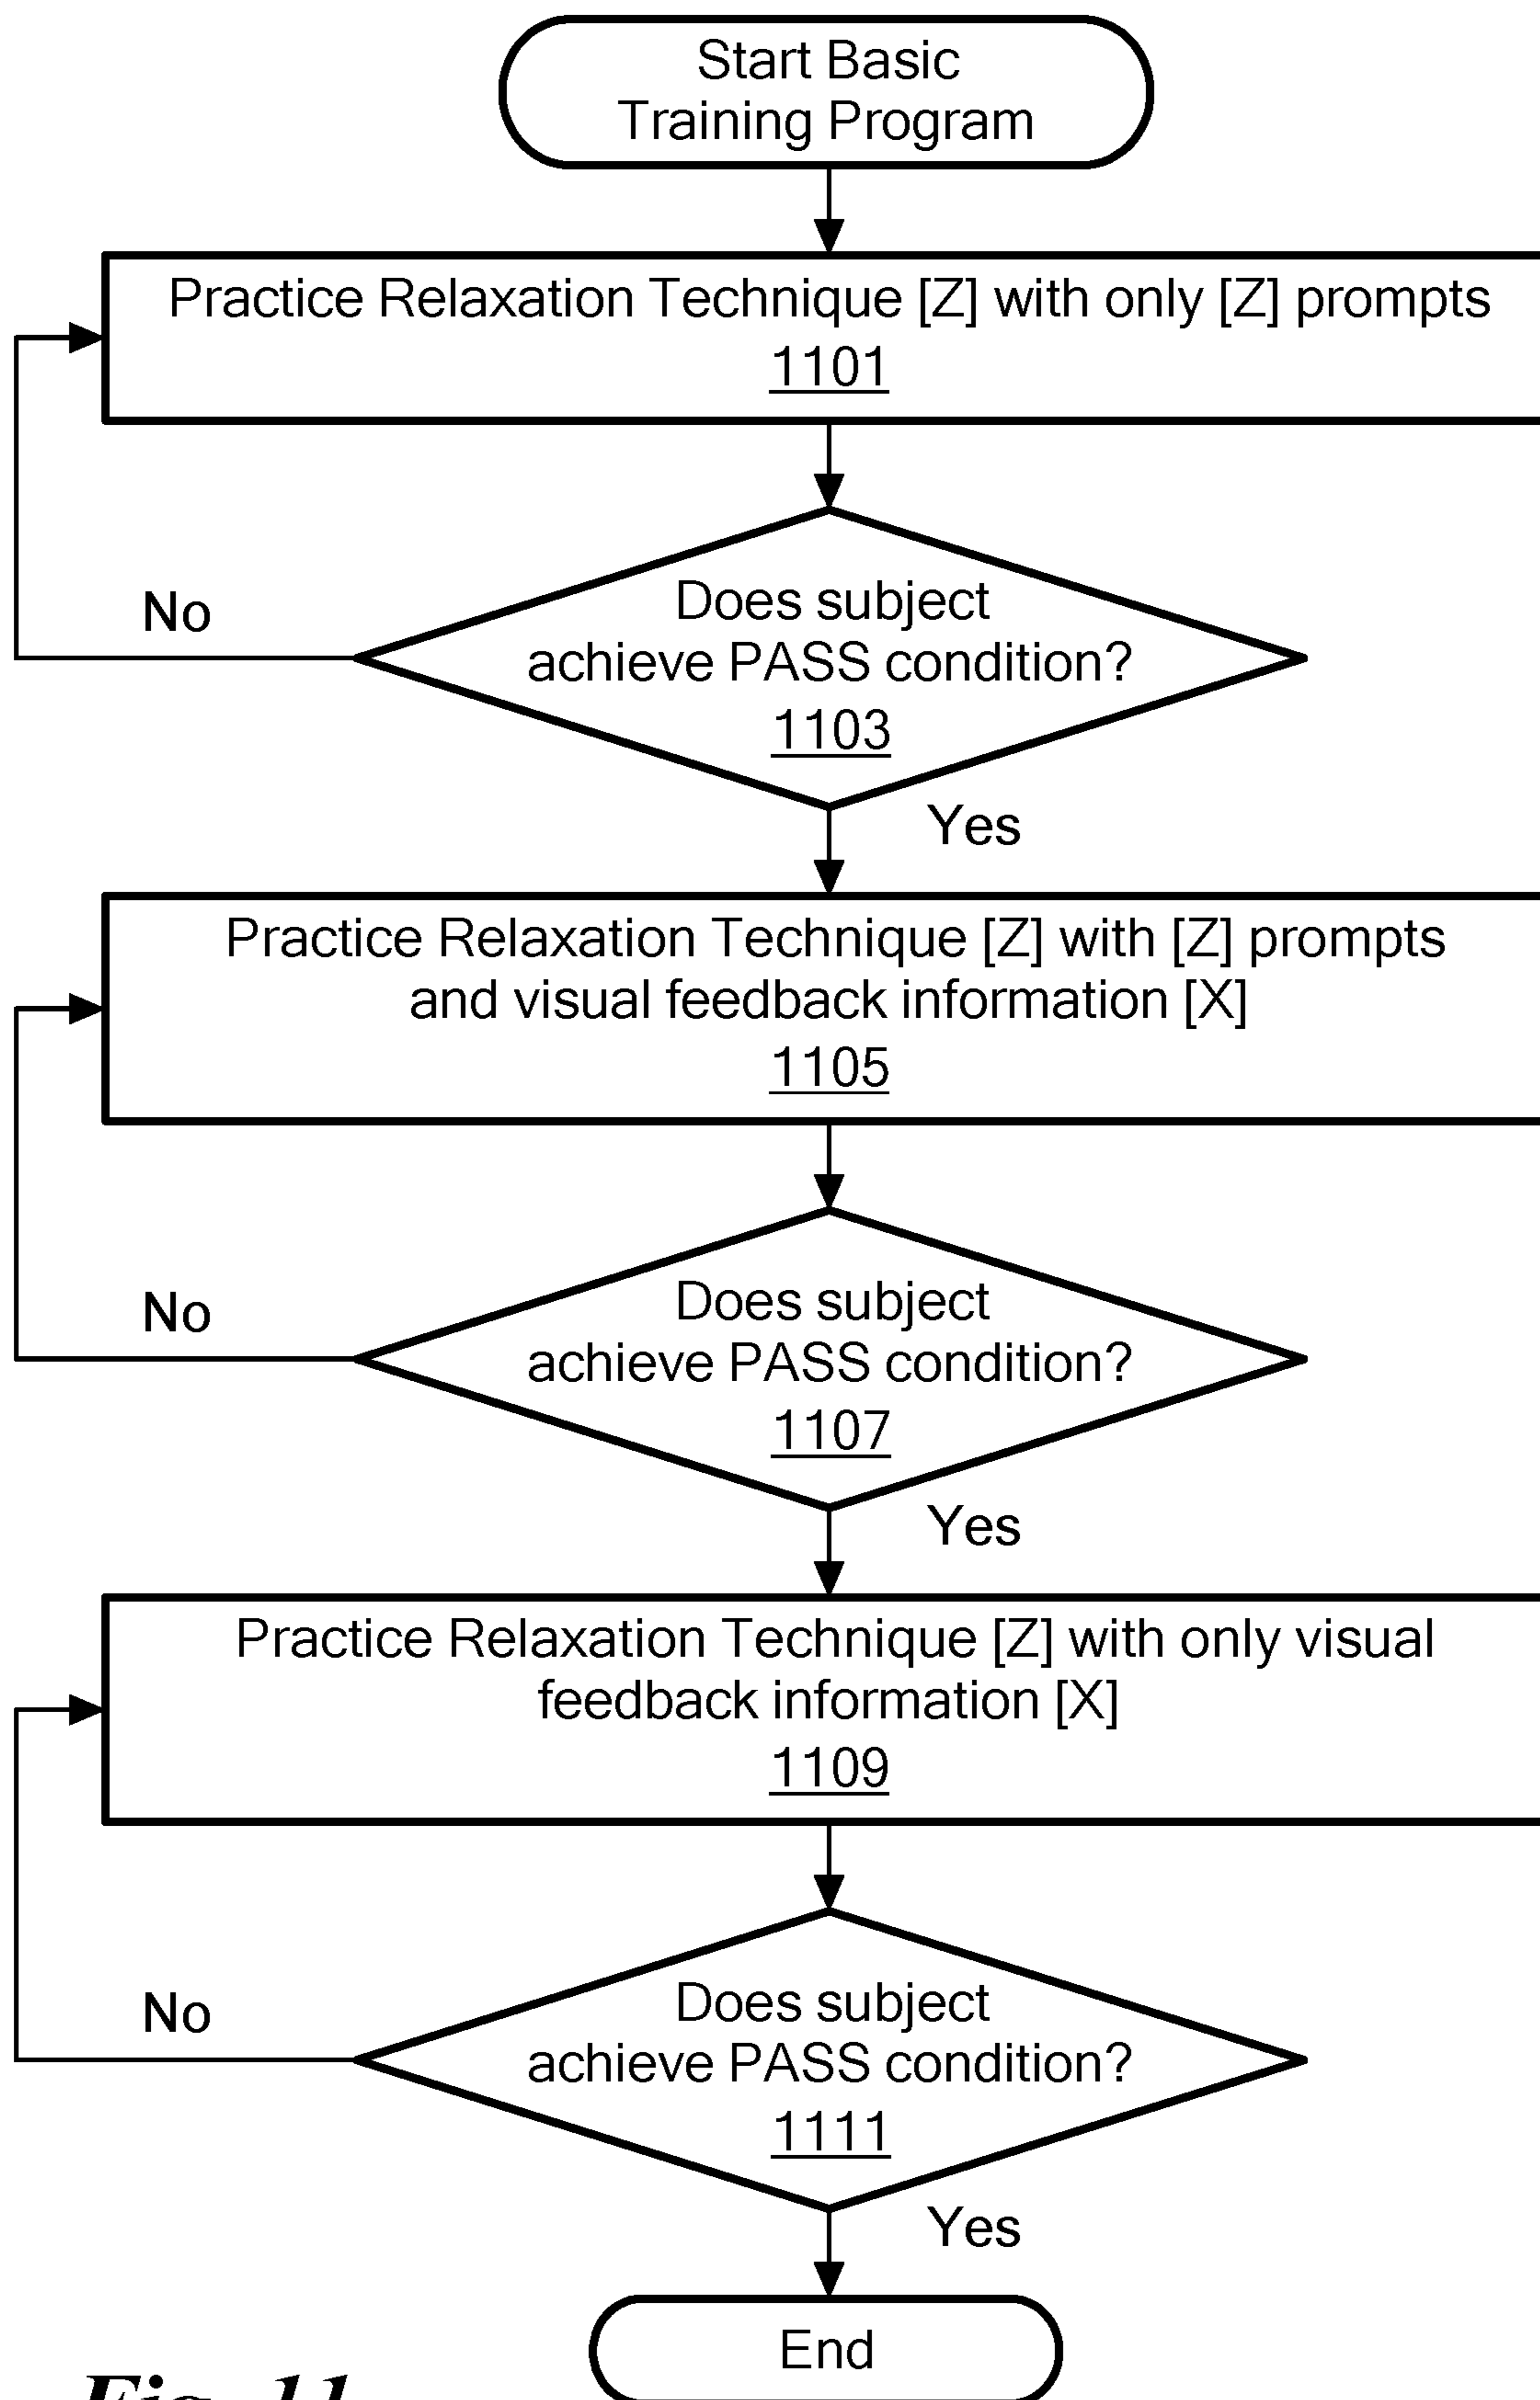 Start Basic
Training Program
Practice Relaxation Technique [Z] with only [Z] prompts
1101
Does subject
achieve PASS condition?
1103
No
Yes
Practice Relaxation Technique [Z] with [Z] prompts
and visual feedback information [X]
1105
Does subject
achieve PASS condition?
1107
No
Yes
Practice Relaxation Technique [Z] with only visual
feedback information [X]
1109
Does subject
achieve PASS condition?
1111
No
Yes
End
Fig. 11